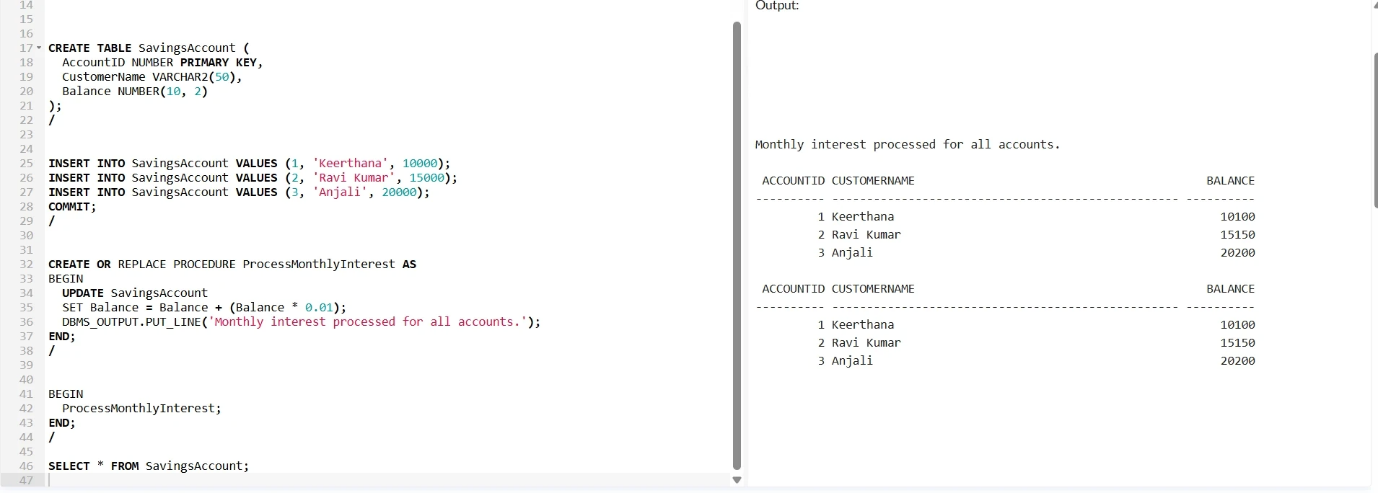 14
15
16
17 CREATE TABLE SavingsAccount (
18 AccountID NUMBER PRIMARY KEY,
19 CustomerName VARCHAR2(50),
20 Balance NUMBER(10, 2)
21 );
22 /
23
24
25 INSERT INTO SavingsAccount VALUES (1, 'Keerthana', 10000);
26 INSERT INTO SavingsAccount VALUES (2, 'Ravi Kumar', 15000);
27 INSERT INTO SavingsAccount VALUES (3, 'Anjali', 20000);
28 COMMIT;
29 /
30
31
32 CREATE OR REPLACE PROCEDURE ProcessMonthlyInterest AS
33 BEGIN
34 UPDATE SavingsAccount
35 SET Balance = Balance + (Balance * 0.01);
36 DBMS_OUTPUT.PUT_LINE('Monthly interest processed for all accounts.');
37 END;
38 /
39
40
41 BEGIN
42 ProcessMonthlyInterest;
43 END;
44 /
45
46 SELECT * FROM SavingsAccount;
47
Output:
Monthly interest processed for all accounts.
ACCOUNTID CUSTOMERNAME BALANCE
---------- -------------------------------------------------- ----------
1 Keerthana 10100
2 Ravi Kumar 15150
3 Anjali 20200
ACCOUNTID CUSTOMERNAME BALANCE
---------- -------------------------------------------------- ----------
1 Keerthana 10100
2 Ravi Kumar 15150
3 Anjali 20200